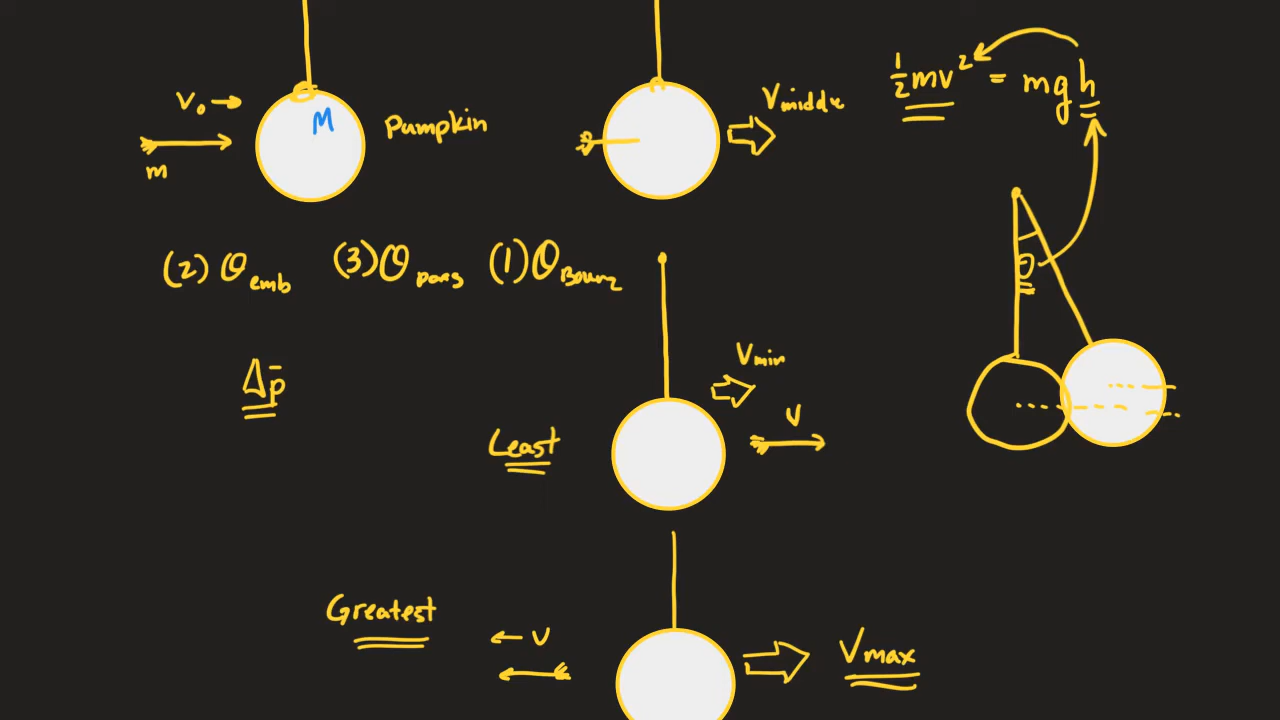 V₀ →
m
M
Pumpkin
Vmiddle
½mv² = mgh
(2) θemb (3) θpass (1) θBounce
θ
Δp̄
Vmin
V
Least
Greatest
← V
Vmax